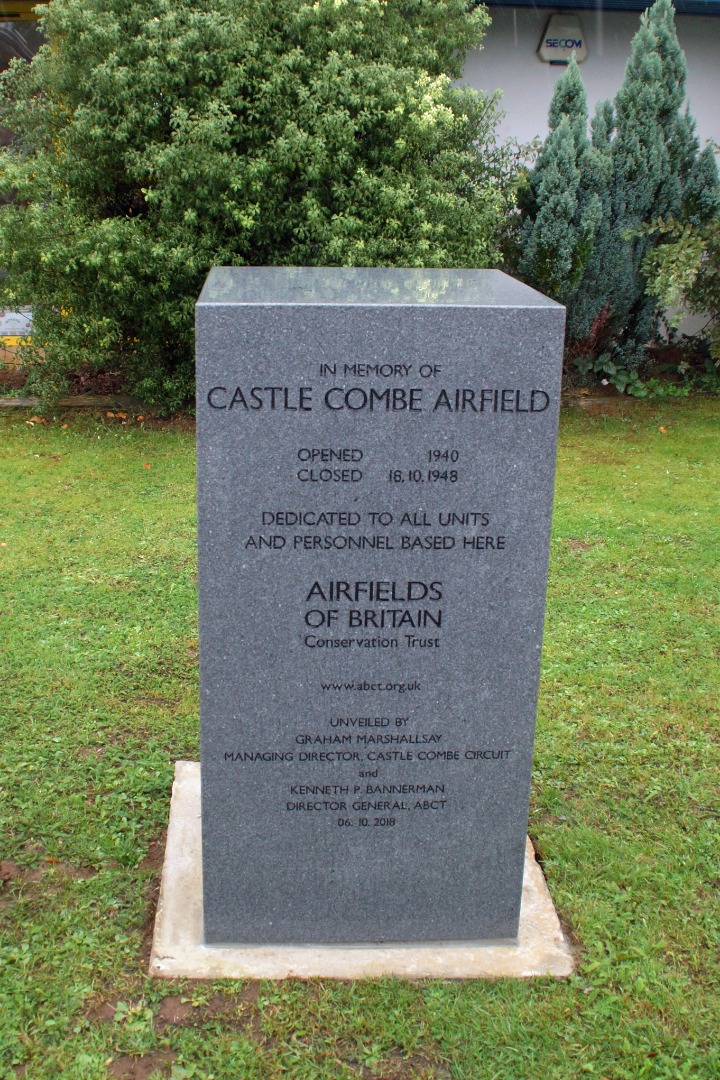 SECOM
IN MEMORY OF
CASTLE COMBE AIRFIELD
OPENED 1940
CLOSED 18.10.1948
DEDICATED TO ALL UNITS
AND PERSONNEL BASED HERE
AIRFIELDS
OF BRITAIN
Conservation Trust
www.abct.org.uk
UNVEILED BY
GRAHAM MARSHALLSAY
MANAGING DIRECTOR, CASTLE COMBE CIRCUIT
and
KENNETH P. BANNERMAN
DIRECTOR GENERAL, ABCT
06. 10. 2018